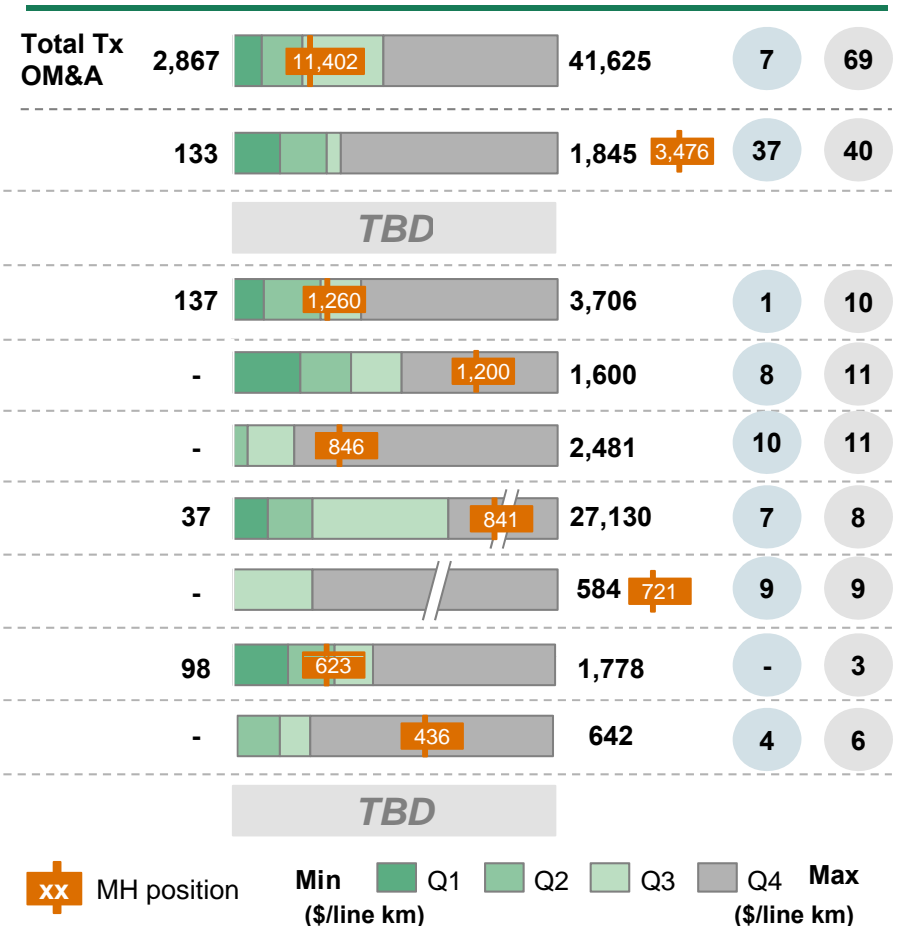 Total Tx OM&A 2,867 11,402 41,625 7 69
133 1,845 3,476 37 40
TBD
137 1,260 3,706 1 10
- 1,200 1,600 8 11
- 846 2,481 10 11
37 841 27,130 7 8
- 584 721 9 9
98 623 1,778 - 3
- 436 642 4 6
TBD
xx MH position Min Q1 Q2 Q3 Q4 Max
($/line km) ($/line km)